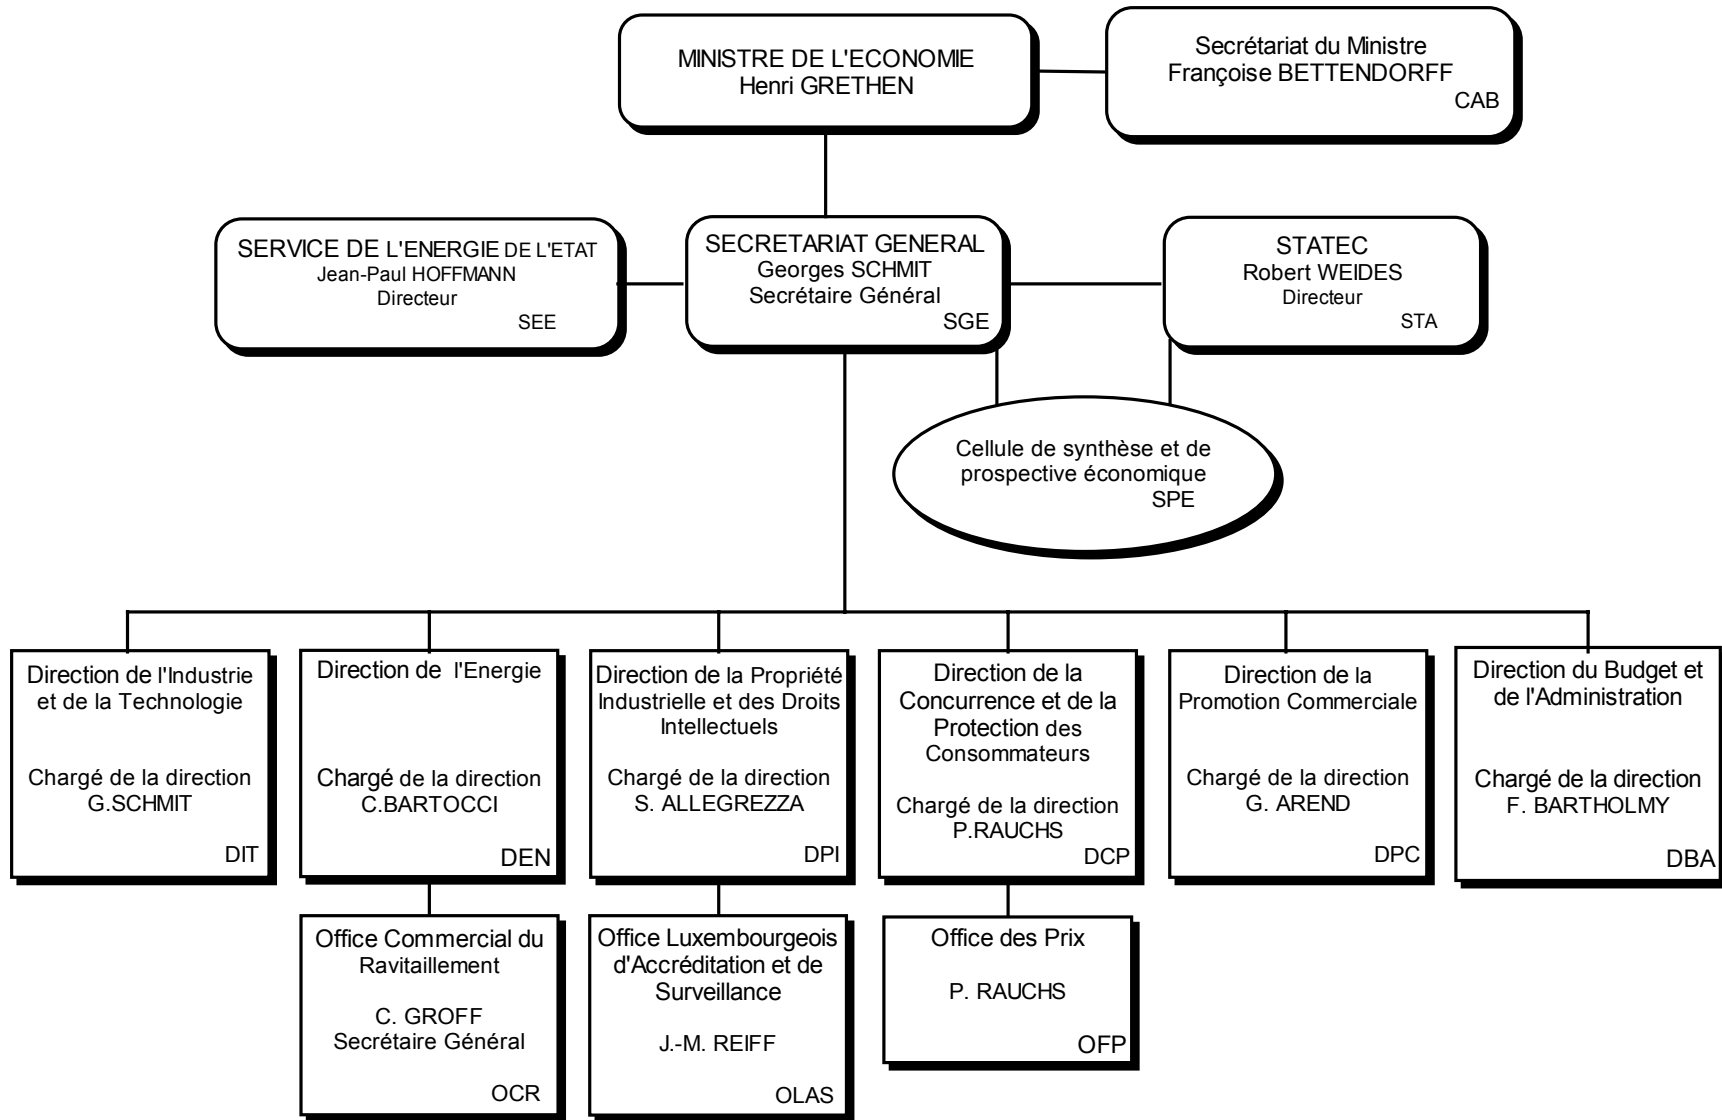 MINISTRE DE L'ECONOMIE
Henri GRETHEN
Secrétariat du Ministre
Françoise BETTENDORFF
CAB
SERVICE DE L'ENERGIE DE L'ETAT
Jean-Paul HOFFMANN
Directeur
SEE
SECRETARIAT GENERAL
Georges SCHMIT
Secrétaire Général
SGE
STATEC
Robert WEIDES
Directeur
STA
Cellule de synthèse et de
prospective économique
SPE
Direction de l'Industrie
et de la Technologie
Chargé de la direction
G.SCHMIT
DIT
Direction de l'Energie
Chargé de la direction
C.BARTOCCI
DEN
Direction de la Propriété
Industrielle et des Droits
Intellectuels
Chargé de la direction
S. ALLEGREZZA
DPI
Direction de la
Concurrence et de la
Protection des
Consommateurs
Chargé de la direction
P.RAUCHS
DCP
Direction de la
Promotion Commerciale
Chargé de la direction
G. AREND
DPC
Direction du Budget et
de l'Administration
Chargé de la direction
F. BARTHOLMY
DBA
Office Commercial du
Ravitaillement
C. GROFF
Secrétaire Général
OCR
Office Luxembourgeois
d'Accréditation et de
Surveillance
J.-M. REIFF
OLAS
Office des Prix
P. RAUCHS
OFP